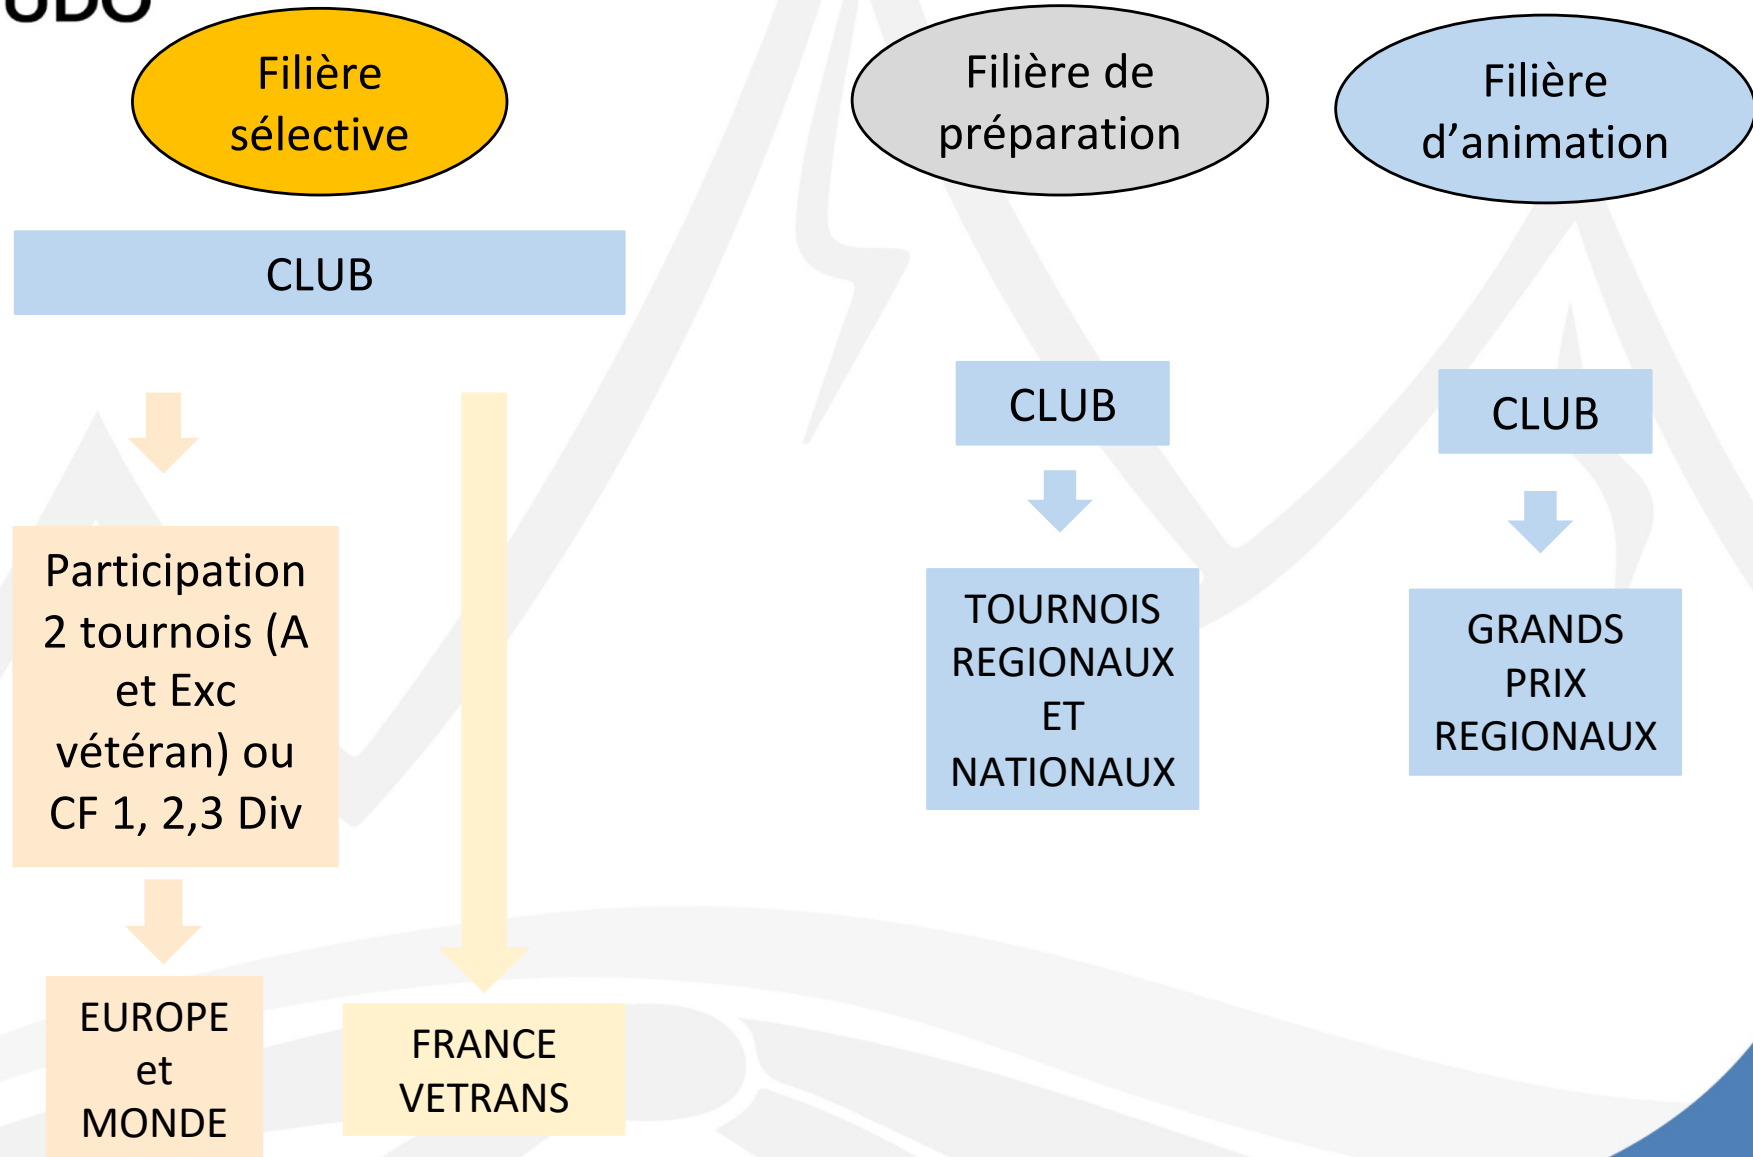 UDO
Filière
sélective
CLUB
Participation
2 tournois (A
et Exc
vétéran) ou
CF 1, 2,3 Div
EUROPE
et
MONDE
FRANCE
VETRANS
Filière de
préparation
CLUB
TOURNOIS
REGIONAUX
ET
NATIONAUX
Filière
d’animation
CLUB
GRANDS
PRIX
REGIONAUX